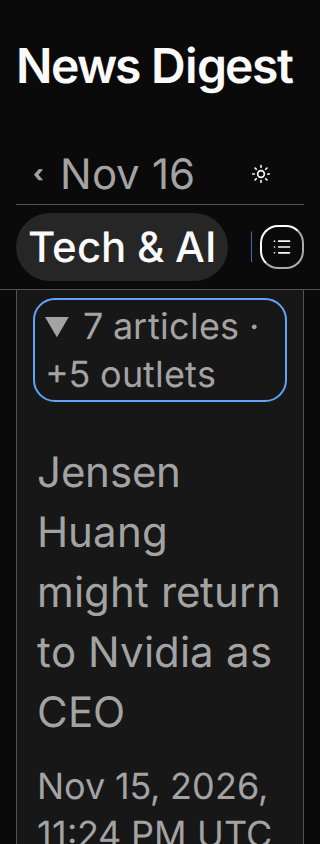 News Digest
‹ Nov 16
Tech & AI
▼ 7 articles ·
+5 outlets
Jensen
Huang
might return
to Nvidia as
CEO
Nov 15, 2026,
11:24 PM UTC